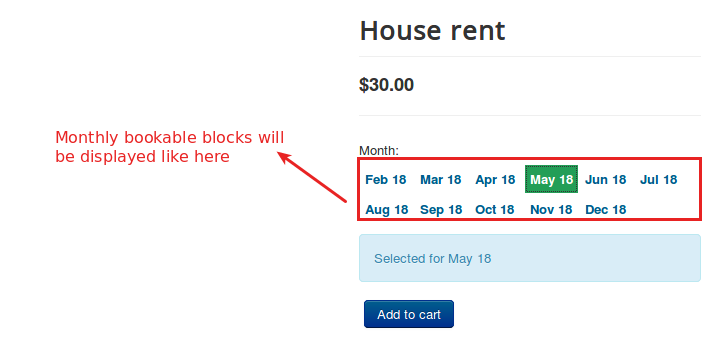 House rent
$30.00
Monthly bookable blocks will
be displayed like here
Month:
Feb 18 Mar 18 Apr 18 May 18 Jun 18 Jul 18
Aug 18 Sep 18 Oct 18 Nov 18 Dec 18
Selected for May 18
Add to cart